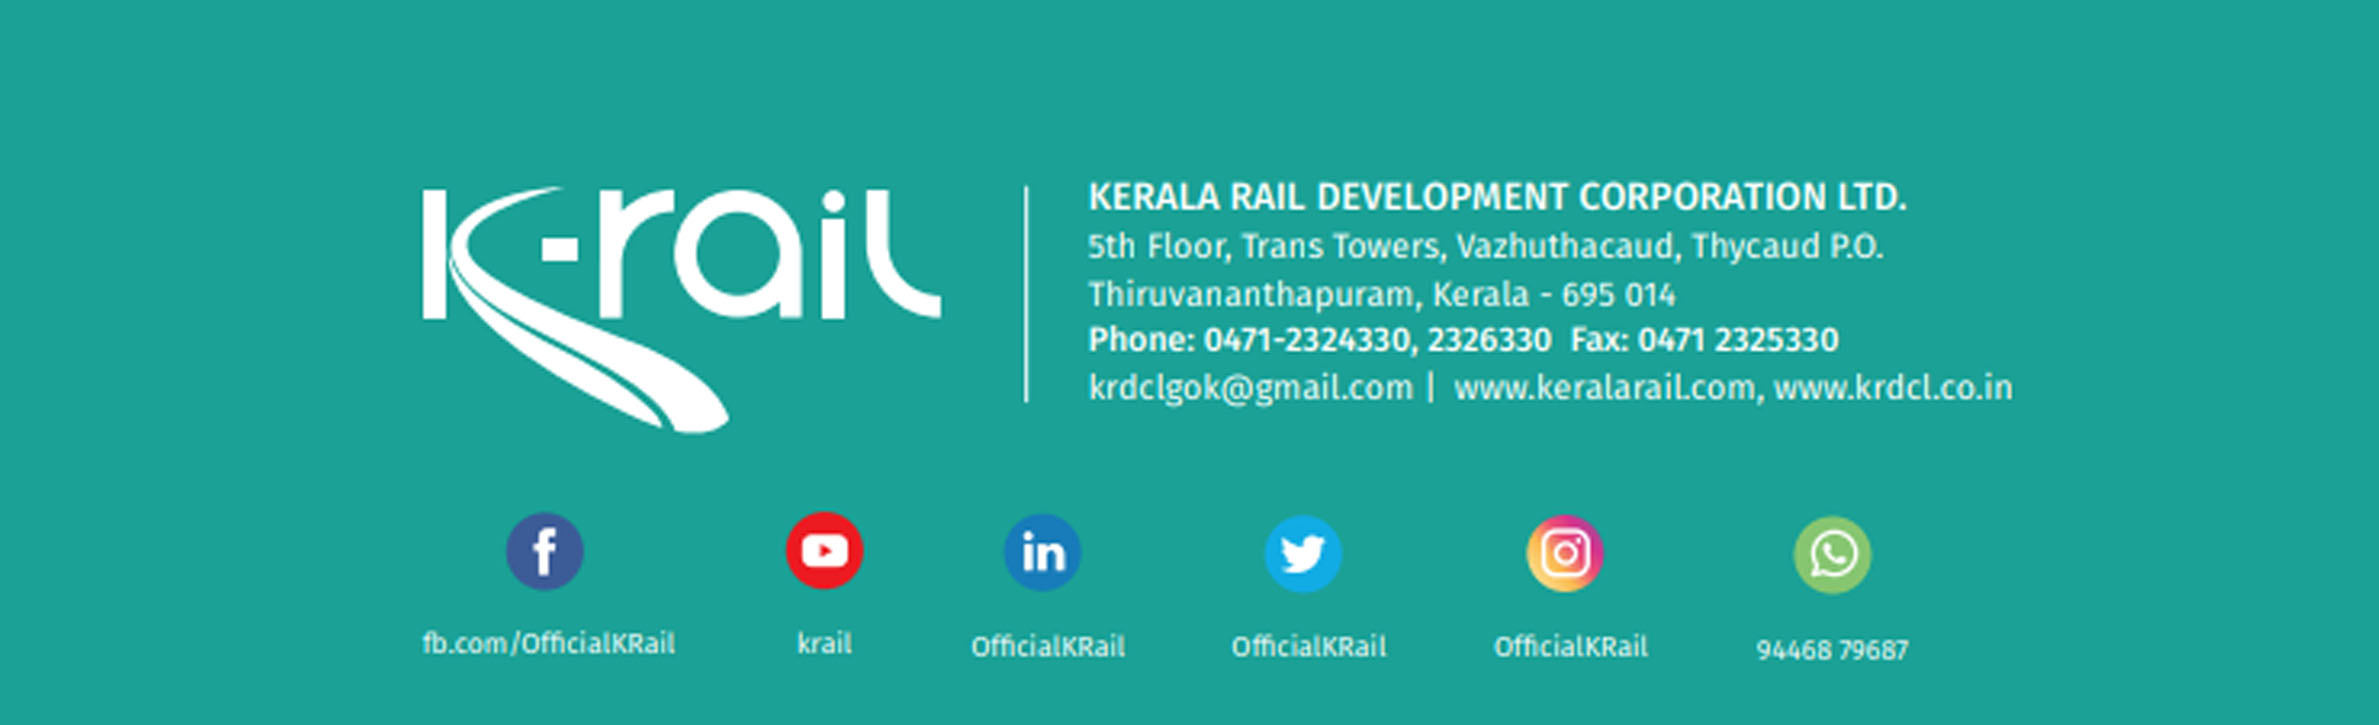 K-rail
KERALA RAIL DEVELOPMENT CORPORATION LTD.
5th Floor, Trans Towers, Vazhuthacaud, Thycaud P.O.
Thiruvananthapuram, Kerala - 695 014
Phone: 0471-2324330, 2326330 Fax: 0471 2325330
krdclgok@gmail.com | www.keralarail.com, www.krdcl.co.in
fb.com/OfficialKRail
krail
OfficialKRail
OfficialKRail
OfficialKRail
94468 79687